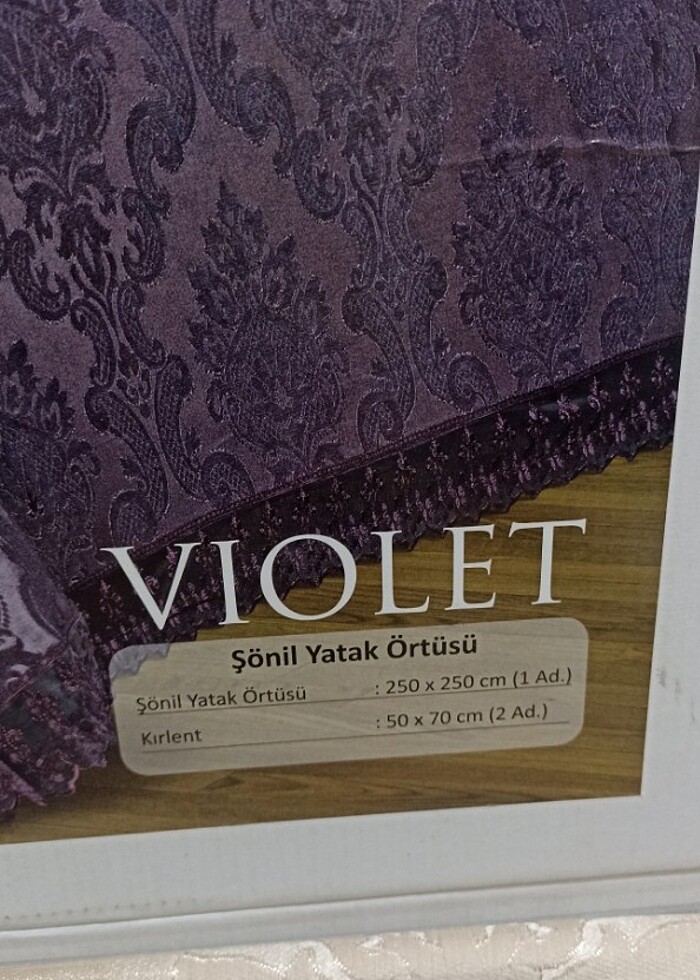 VIOLET
Şönil Yatak Örtüsü
Şönil Yatak Örtüsü : 250 x 250 cm (1 Ad.)
Kırlent : 50 x 70 cm (2 Ad.)